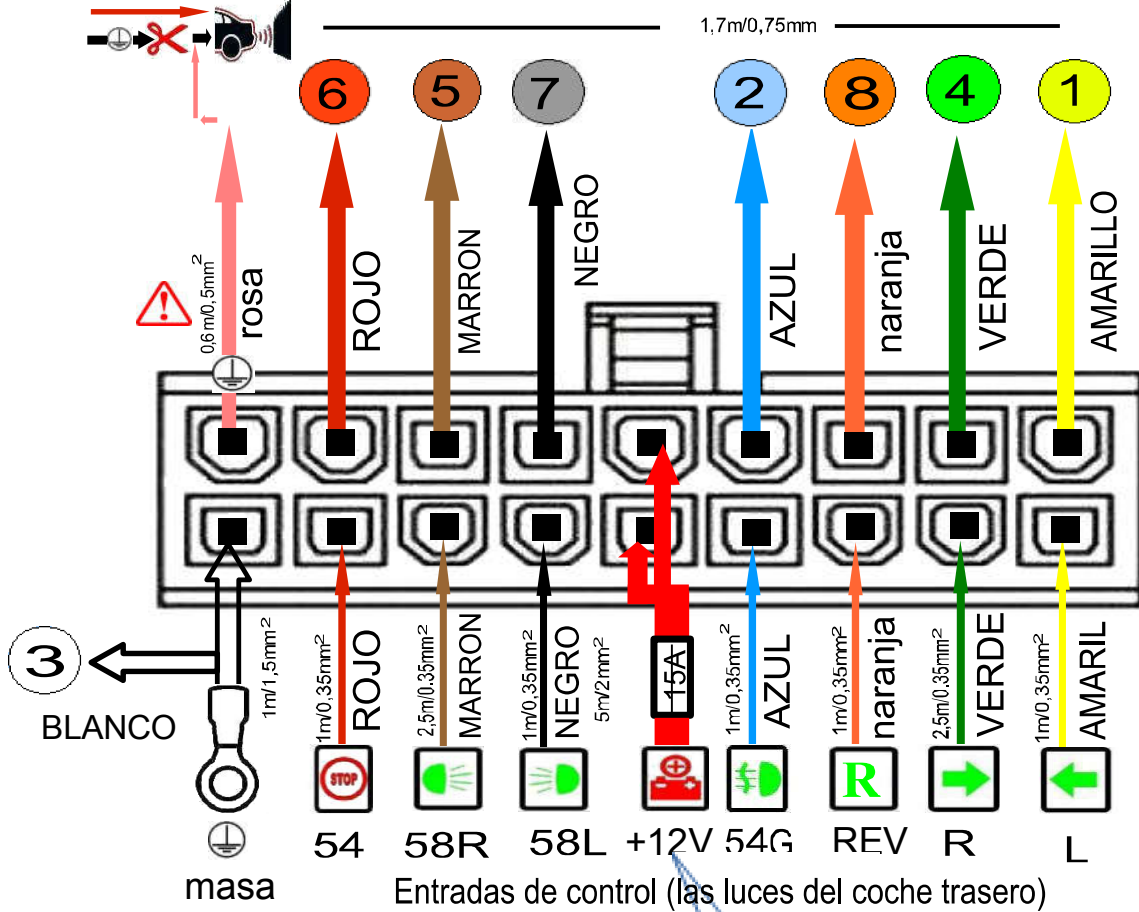 1,7m/0,75mm
6 5 7 2 8 4 1
0,6 m/0,5mm²
rosa
ROJO
MARRON
NEGRO
AZUL
naranja
VERDE
AMARILLO
3
BLANCO
1m/1,5mm²
1m/0,35mm²
ROJO
2,5m/0.35mm²
MARRON
1m/0,35mm²
NEGRO
5m/2mm²
15A
1m/0,35mm²
AZUL
1m/0,35mm²
naranja
2,5m/0.35mm²
VERDE
1m/0,35mm²
AMARIL
STOP
R
54 58R 58L +12V 54G REV R L
masa
Entradas de control (las luces del coche trasero)